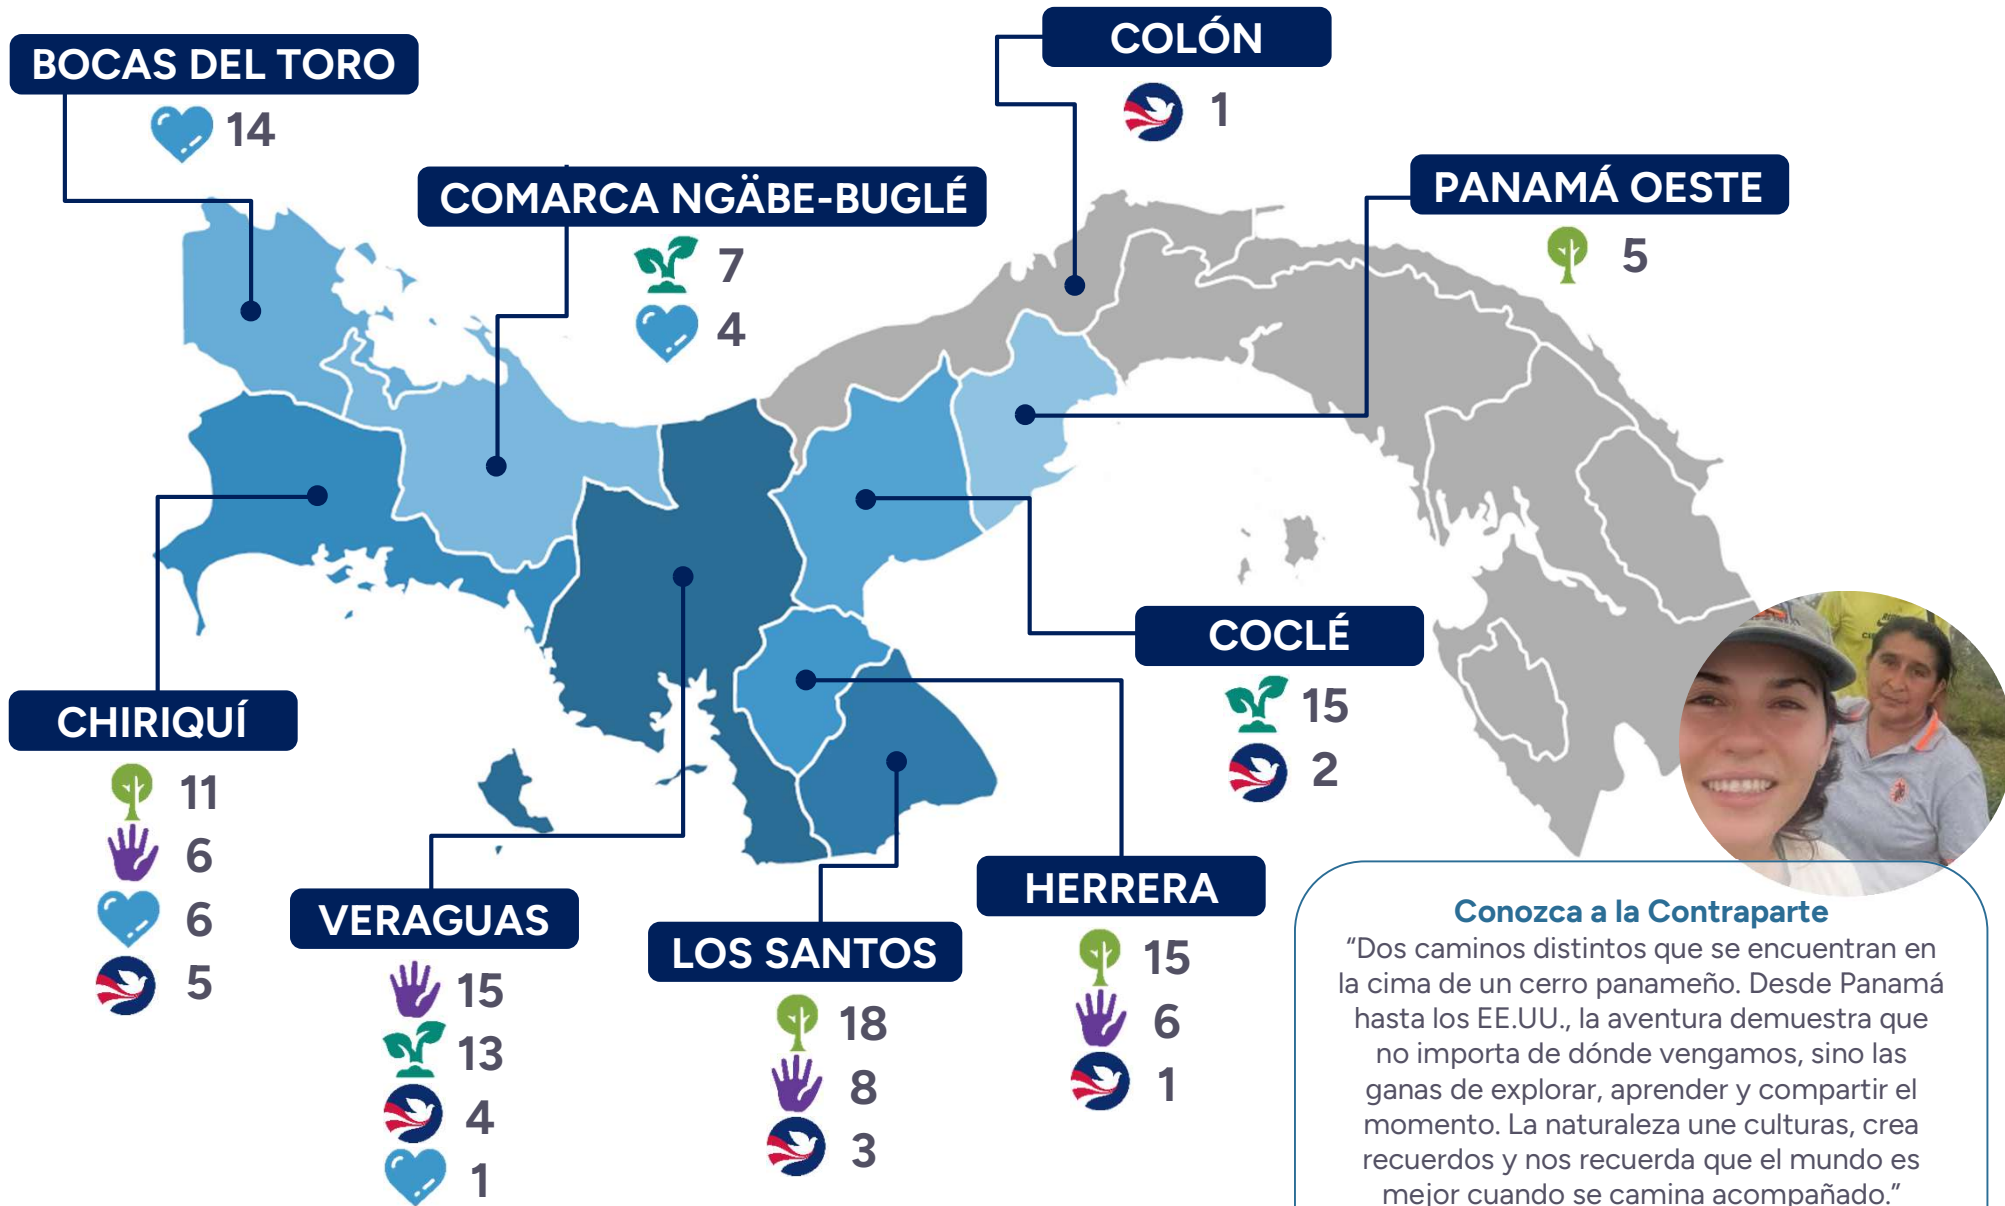 BOCAS DEL TORO
14
COLÓN
1
COMARCA NGÄBE-BUGLÉ
7
4
PANAMÁ OESTE
5
COCLÉ
15
2
CHIRIQUÍ
11
6
6
5
VERAGUAS
15
13
4
1
LOS SANTOS
18
8
3
HERRERA
15
6
1
Conozca a la Contraparte
“Dos caminos distintos que se encuentran en
la cima de un cerro panameño. Desde Panamá
hasta los EE.UU., la aventura demuestra que
no importa de dónde vengamos, sino las
ganas de explorar, aprender y compartir el
momento. La naturaleza une culturas, crea
recuerdos y nos recuerda que el mundo es
mejor cuando se camina acompañado.”